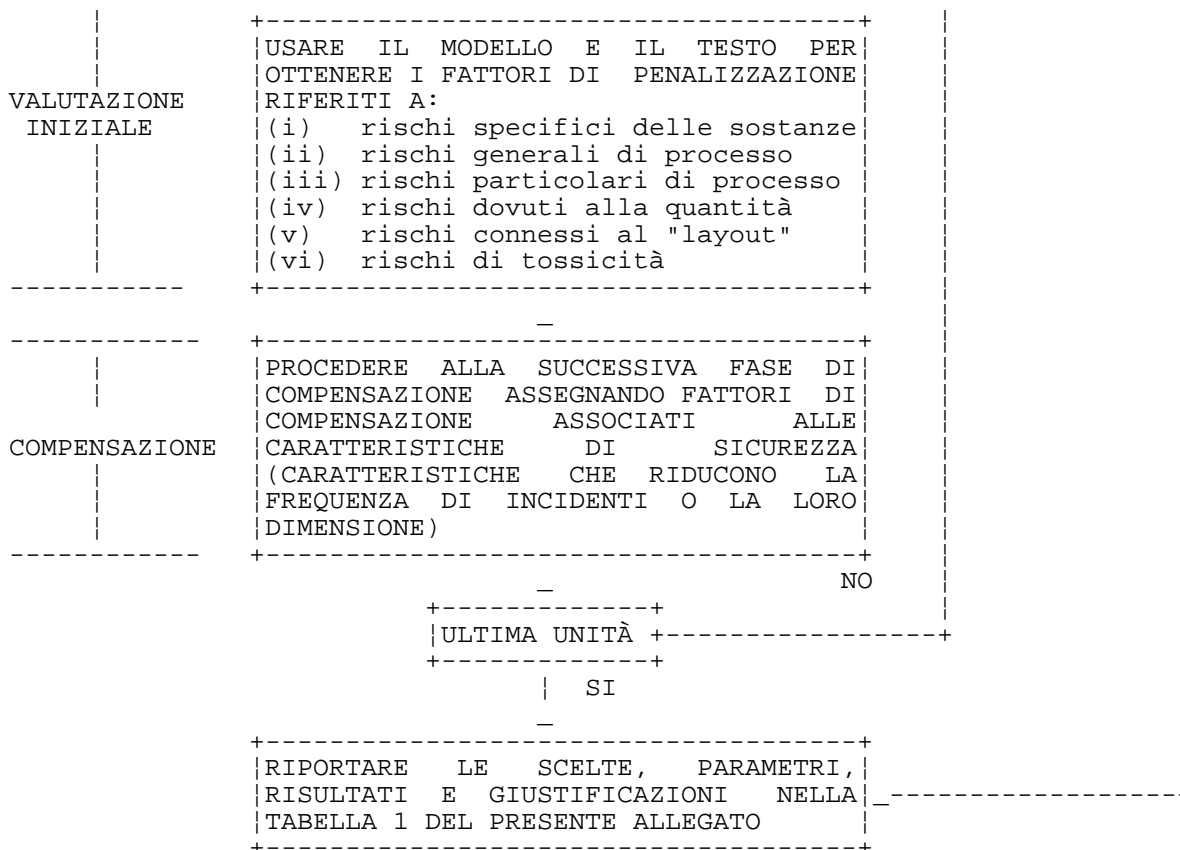 USARE IL MODELLO E IL TESTO PER
OTTENERE I FATTORI DI PENALIZZAZIONE
VALUTAZIONE RIFERITI A:
INIZIALE (i) rischi specifici delle sostanze
(ii) rischi generali di processo
(iii) rischi particolari di processo
(iv) rischi dovuti alla quantità
(v) rischi connessi al "layout"
(vi) rischi di tossicità
PROCEDERE ALLA SUCCESSIVA FASE DI
COMPENSAZIONE ASSEGNANDO FATTORI DI
COMPENSAZIONE ASSOCIATI ALLE
COMPENSAZIONE CARATTERISTICHE DI SICUREZZA
(CARATTERISTICHE CHE RIDUCONO LA
FREQUENZA DI INCIDENTI O LA LORO
DIMENSIONE)
NO
ULTIMA UNITÀ
SI
RIPORTARE LE SCELTE, PARAMETRI,
RISULTATI E GIUSTIFICAZIONI NELLA
TABELLA 1 DEL PRESENTE ALLEGATO